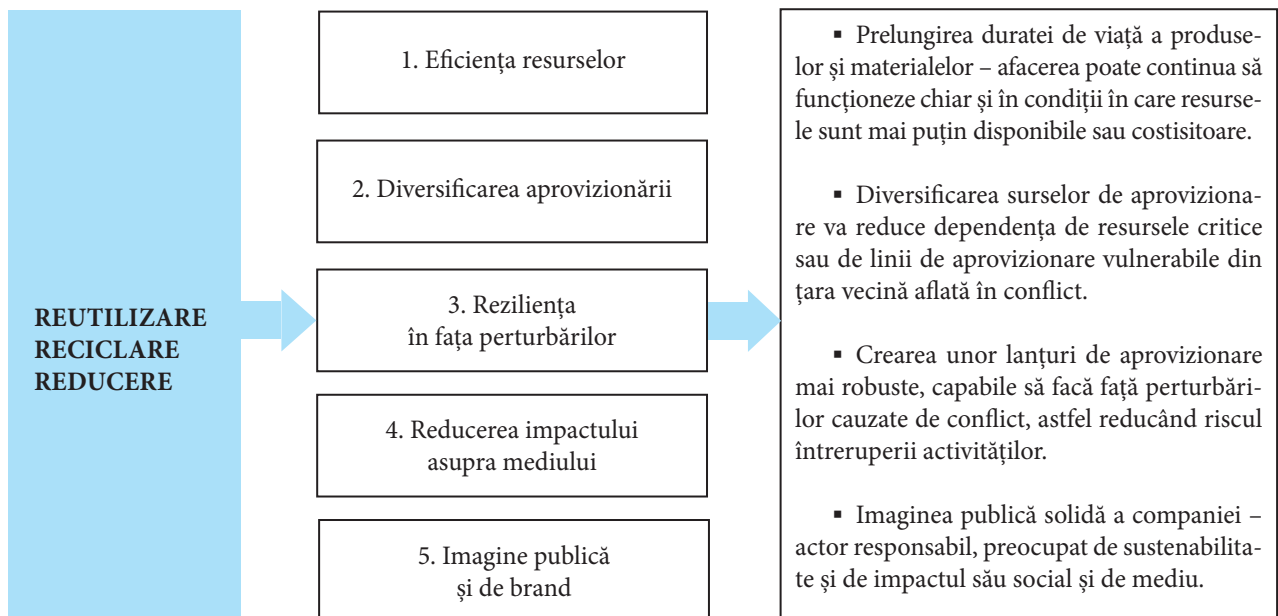 REUTILIZARE
RECICLARE
REDUCERE
1. Eficiența resurselor
2. Diversificarea aprovizionării
3. Reziliența
în fața perturbărilor
4. Reducerea impactului
asupra mediului
5. Imagine publică
și de brand
▪ Prelungirea duratei de viață a produse-
lor și materialelor – afacerea poate continua să
funcționeze chiar și în condiții în care resurse-
le sunt mai puțin disponibile sau costisitoare.
▪ Diversificarea surselor de aproviziona-
re va reduce dependența de resursele critice
sau de linii de aprovizionare vulnerabile din
țara vecină aflată în conflict.
▪ Crearea unor lanțuri de aprovizionare
mai robuste, capabile să facă față perturbări-
lor cauzate de conflict, astfel reducând riscul
întreruperii activităților.
▪ Imaginea publică solidă a companiei –
actor responsabil, preocupat de sustenabilita-
te și de impactul său social și de mediu.